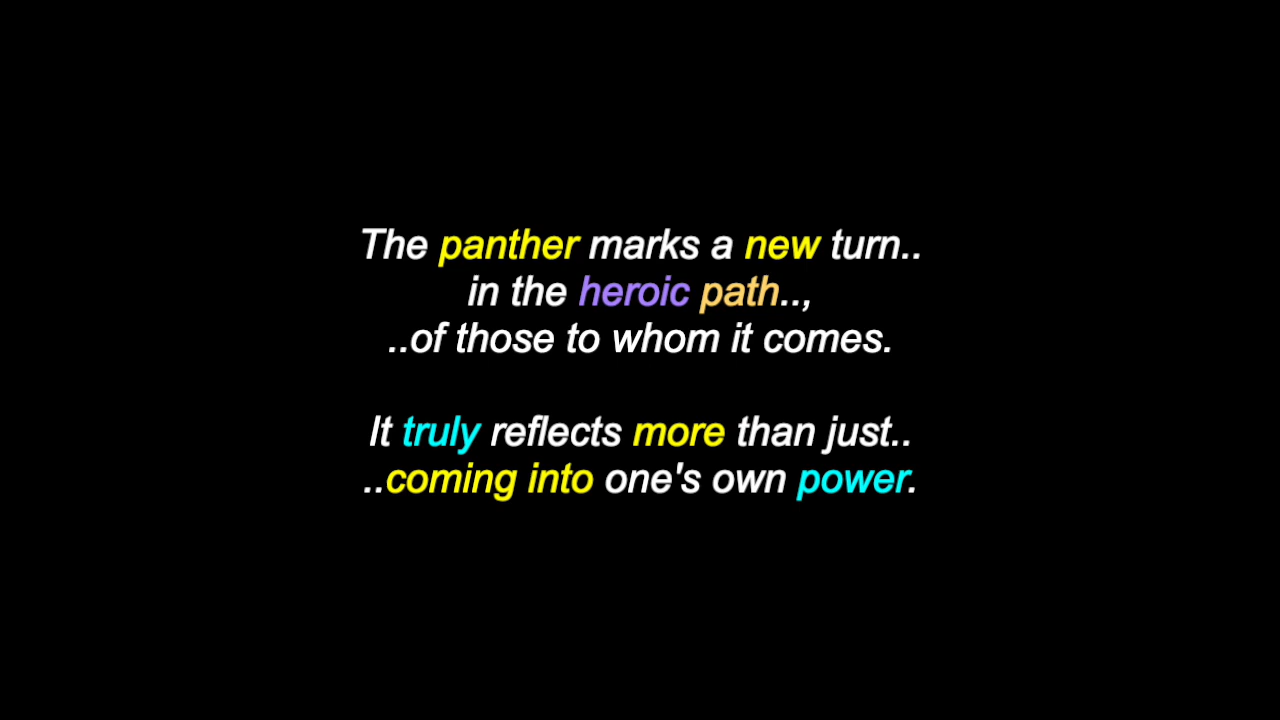 The panther marks a new turn..
in the heroic path..,
..of those to whom it comes.
It truly reflects more than just..
..coming into one's own power.